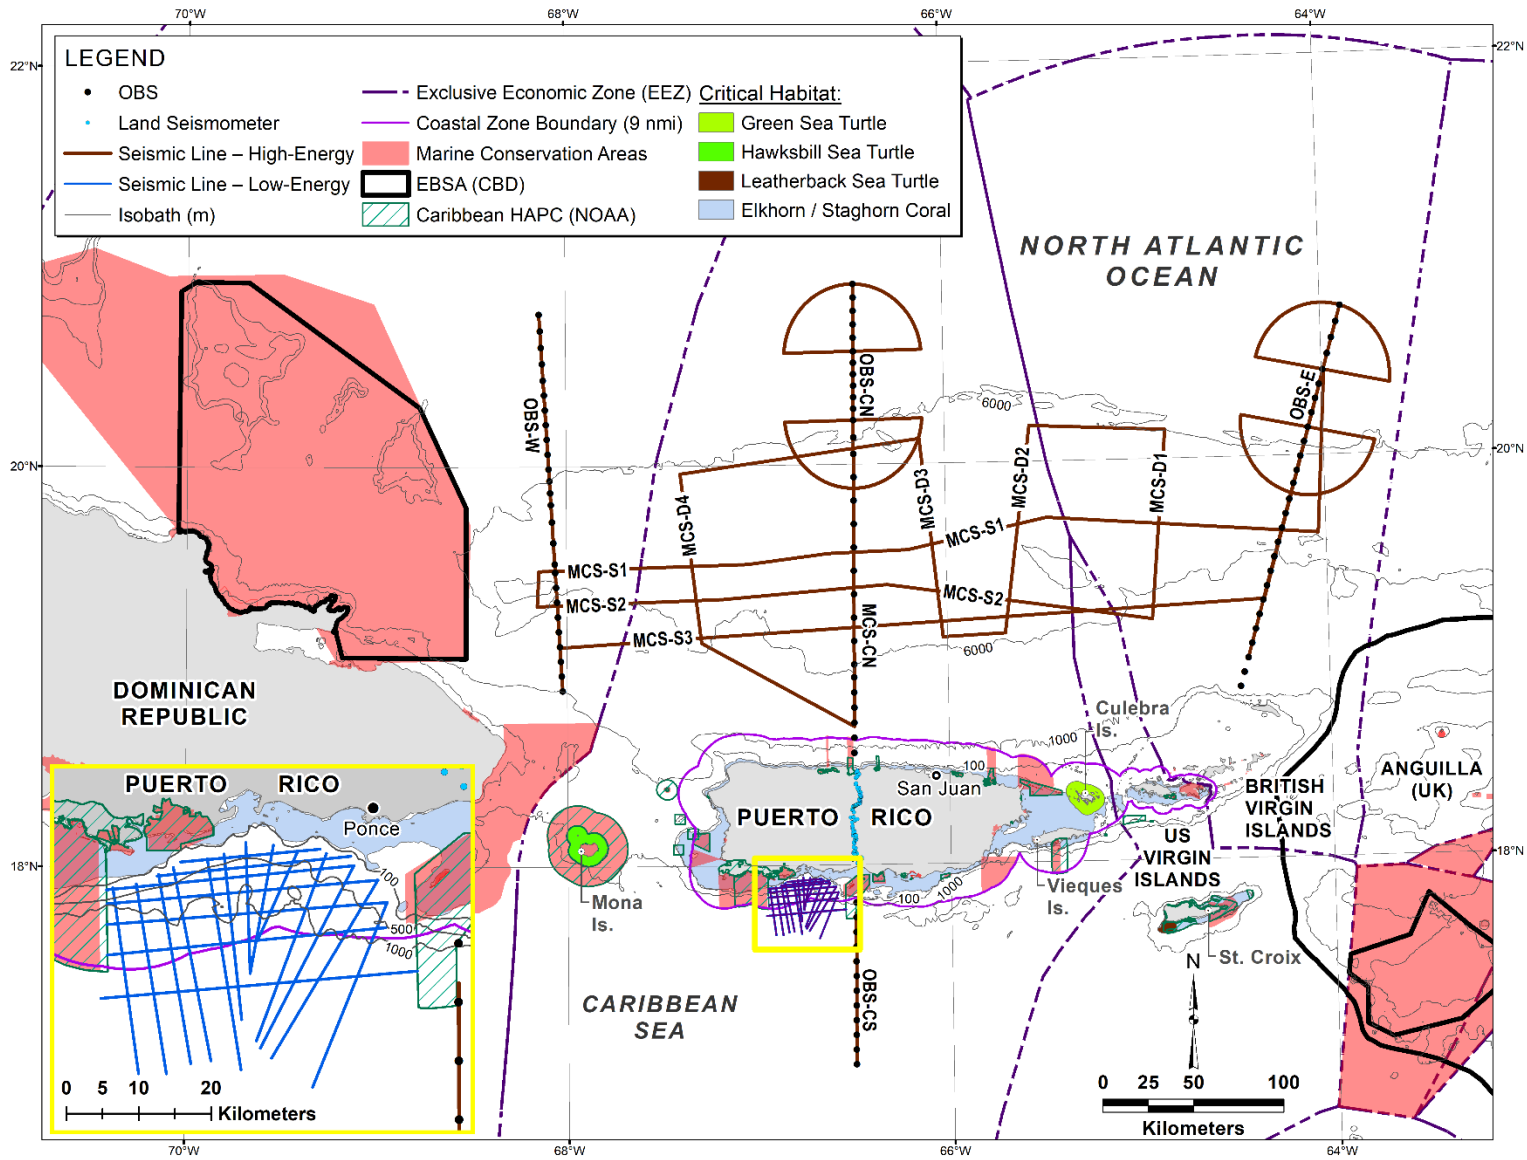 70°W
68°W
66°W
64°W
22°N
22°N
LEGEND
OBS
Land Seismometer
Seismic Line – High-Energy
Seismic Line – Low-Energy
Isobath (m)
Exclusive Economic Zone (EEZ)
Coastal Zone Boundary (9 nmi)
Marine Conservation Areas
EBSA (CBD)
Caribbean HAPC (NOAA)
Critical Habitat:
Green Sea Turtle
Hawksbill Sea Turtle
Leatherback Sea Turtle
Elkhorn / Staghorn Coral
NORTH ATLANTIC
OCEAN
OBS-W
OBS-CN
OBS-E
6000
20°N
20°N
MCS-D4
MCS-D3
MCS-D2
MCS-D1
MCS-S1
MCS-S1
MCS-S2
MCS-S2
MCS-S3
MCS-CN
6000
DOMINICAN
REPUBLIC
Culebra
Is.
1000
100
San Juan
PUERTO RICO
BRITISH
VIRGIN
ISLANDS
ANGUILLA
(UK)
US
VIRGIN
ISLANDS
18°N
18°N
Mona
Is.
Vieques
Is.
1000
100
St. Croix
OBS-CS
CARIBBEAN
SEA
N
PUERTO RICO
Ponce
100
500
1000
0 5 10 20
Kilometers
0 25 50 100
Kilometers
70°W
68°W
66°W
64°W